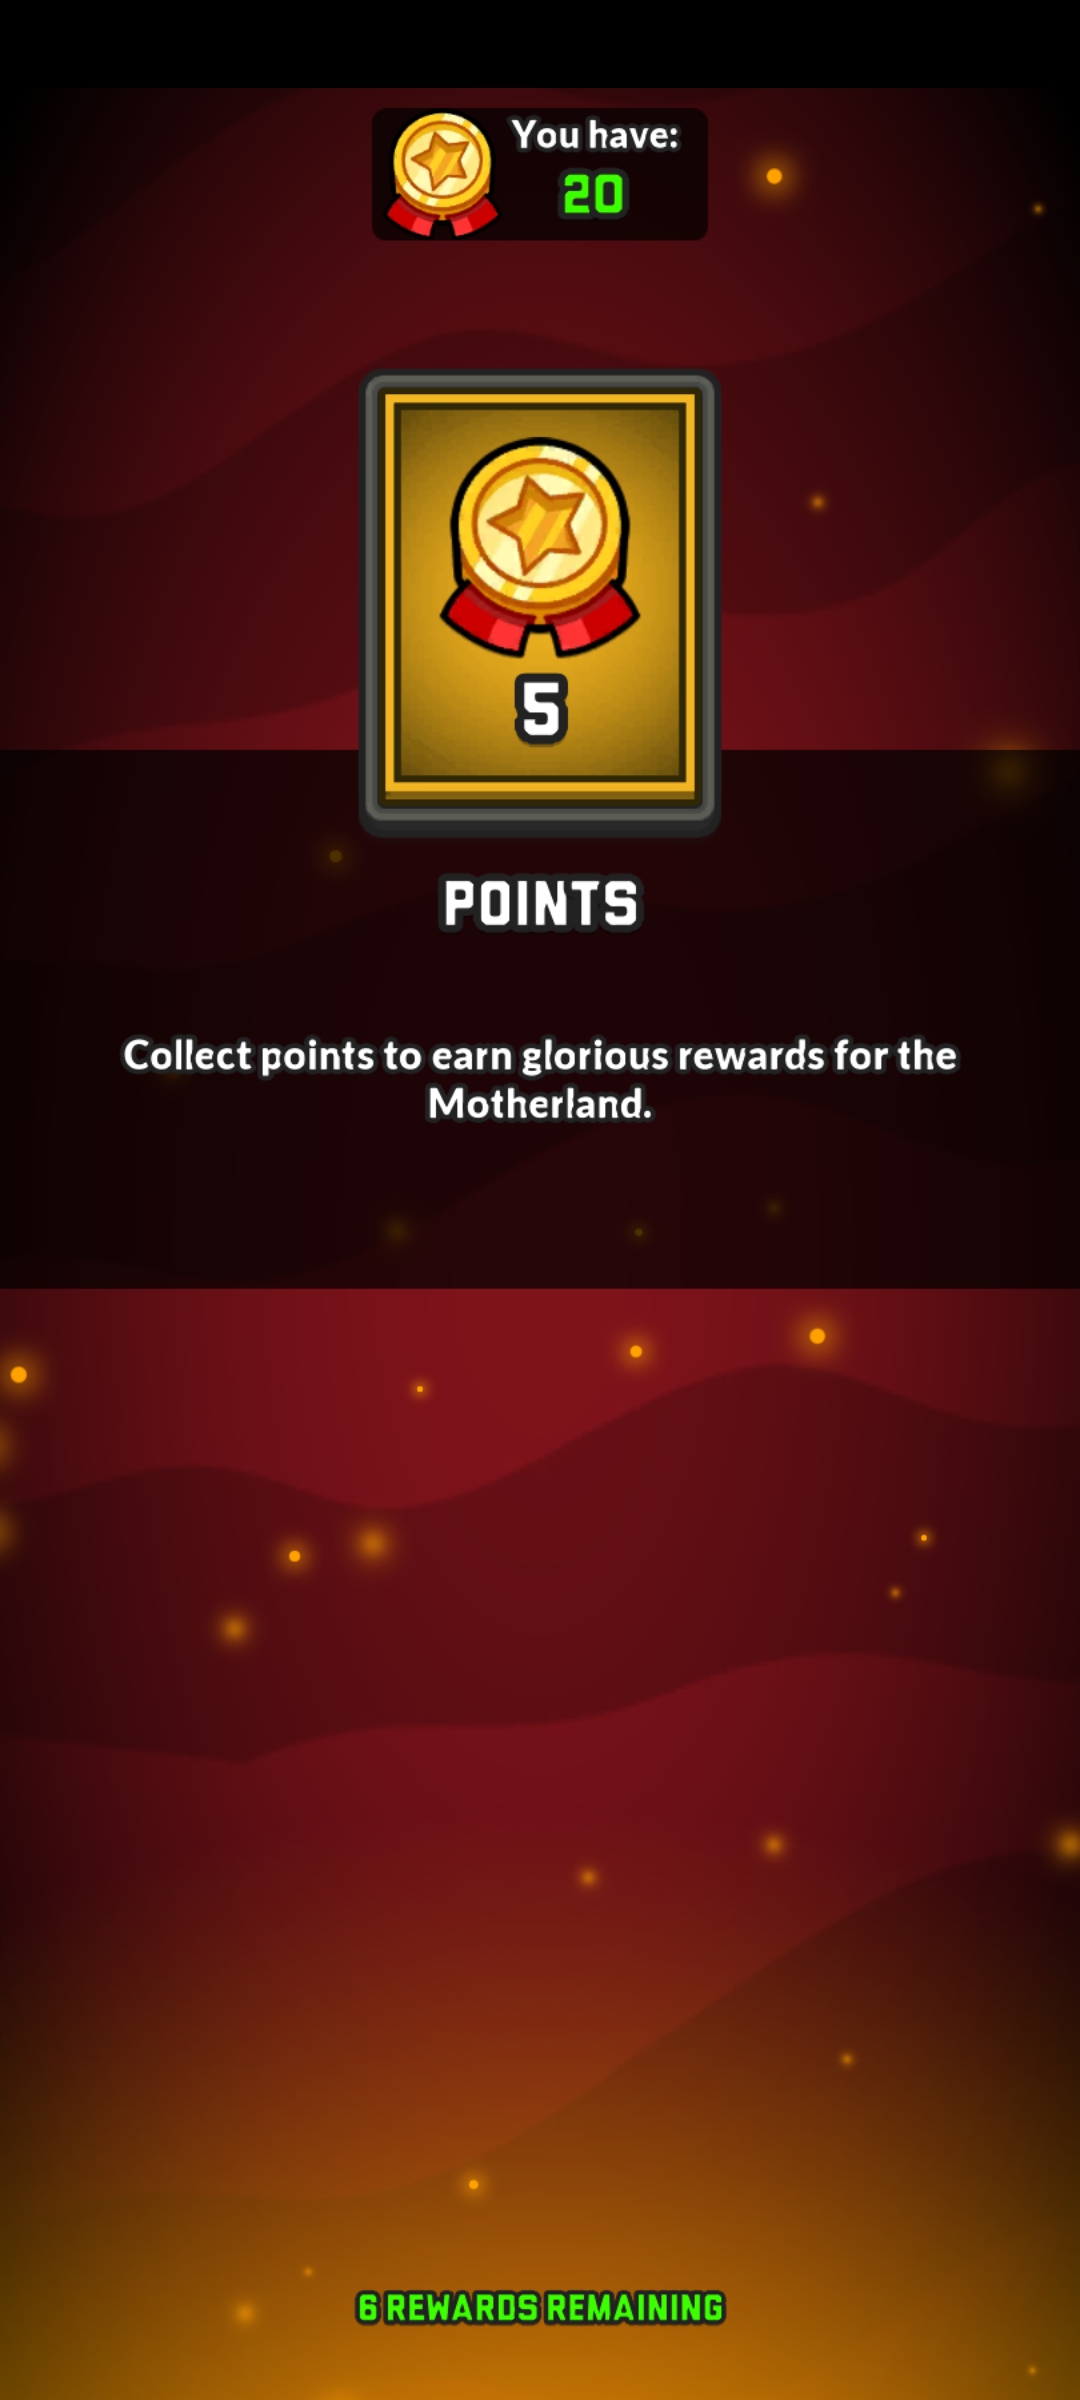 You have:
20
5
POINTS
Collect points to earn glorious rewards for the
Motherland.
6 REWARDS REMAINING